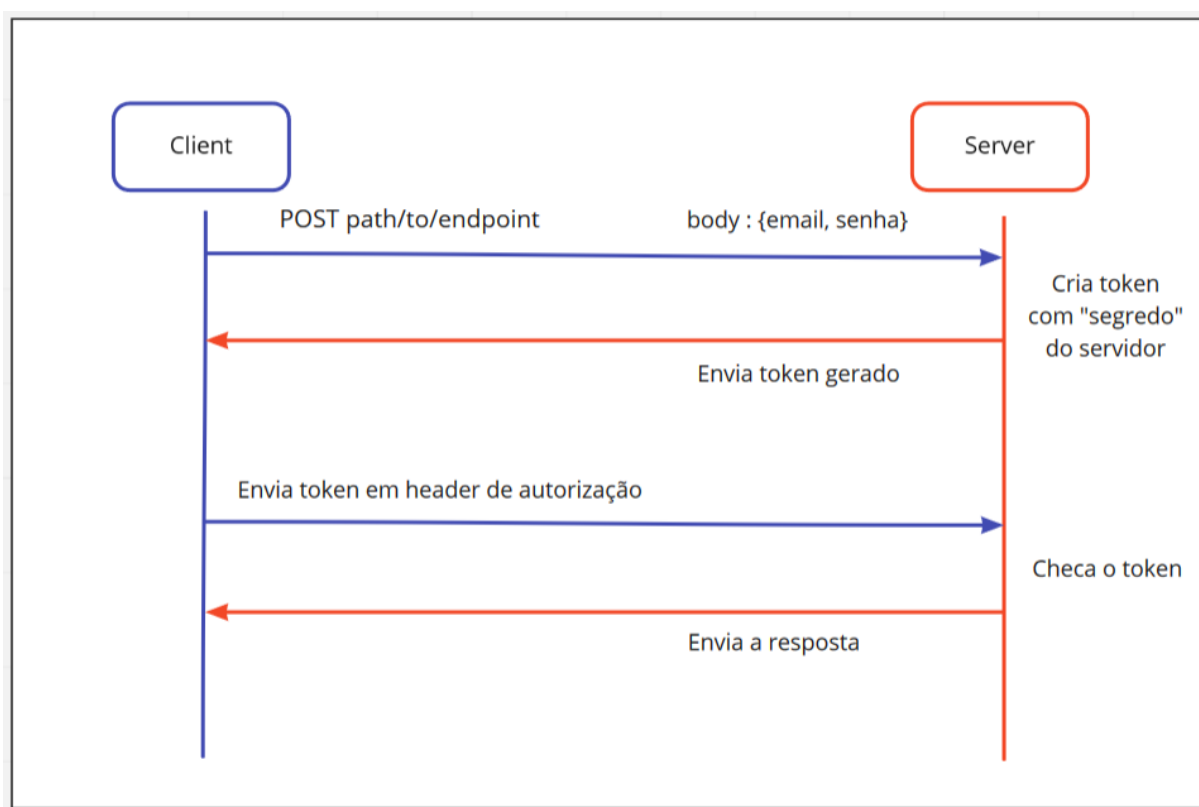 Client
Server
POST path/to/endpoint
body : {email, senha}
Cria token
com "segredo"
do servidor
Envia token gerado
Envia token em header de autorização
Checa o token
Envia a resposta